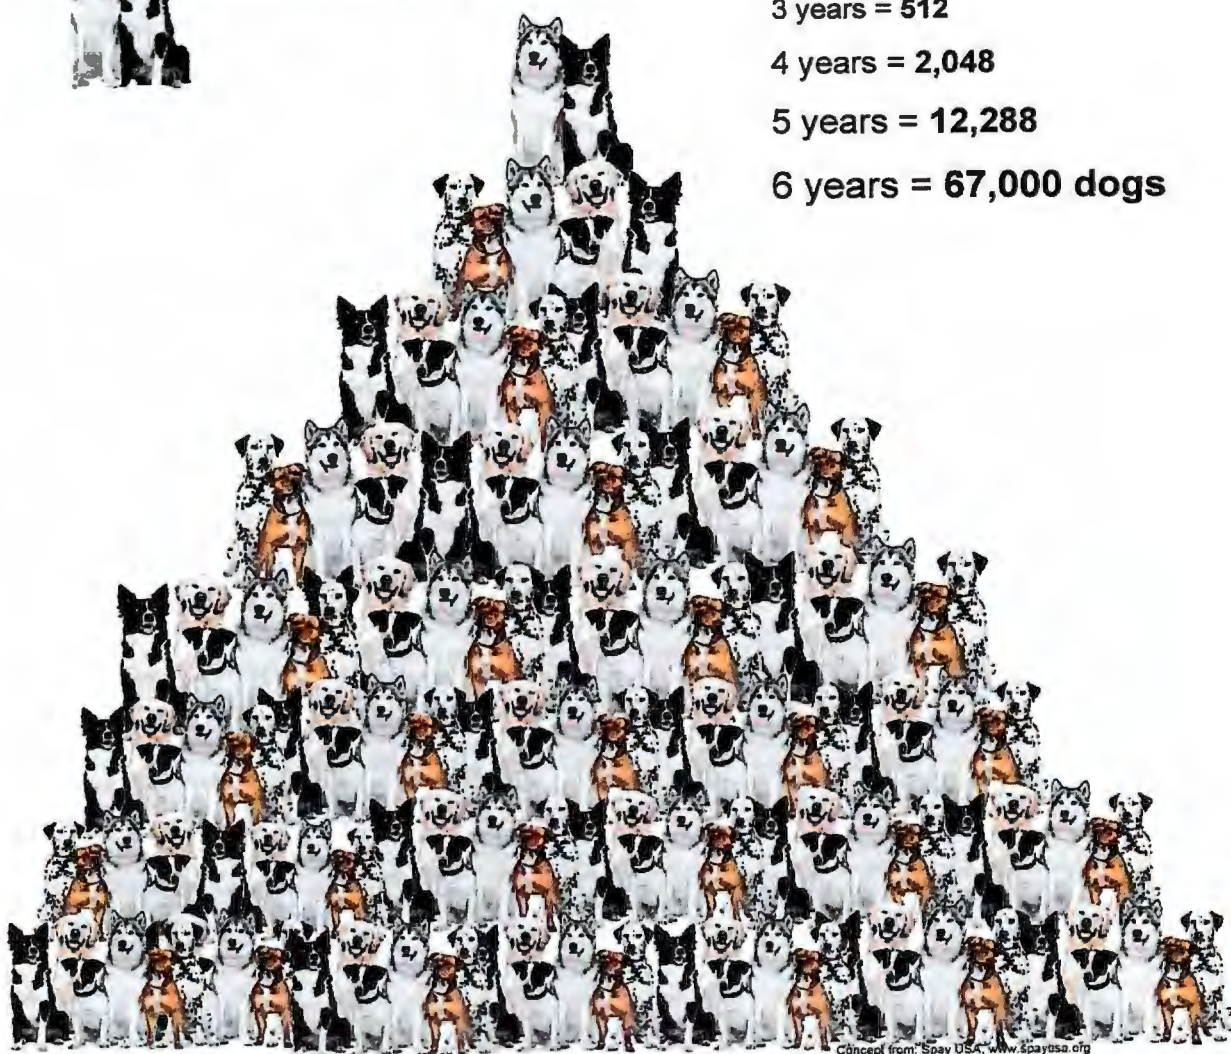 3 years = 512
4 years = 2,048
5 years = 12,288
6 years = 67,000 dogs
Concept from: Spay USA, www.spayusa.org